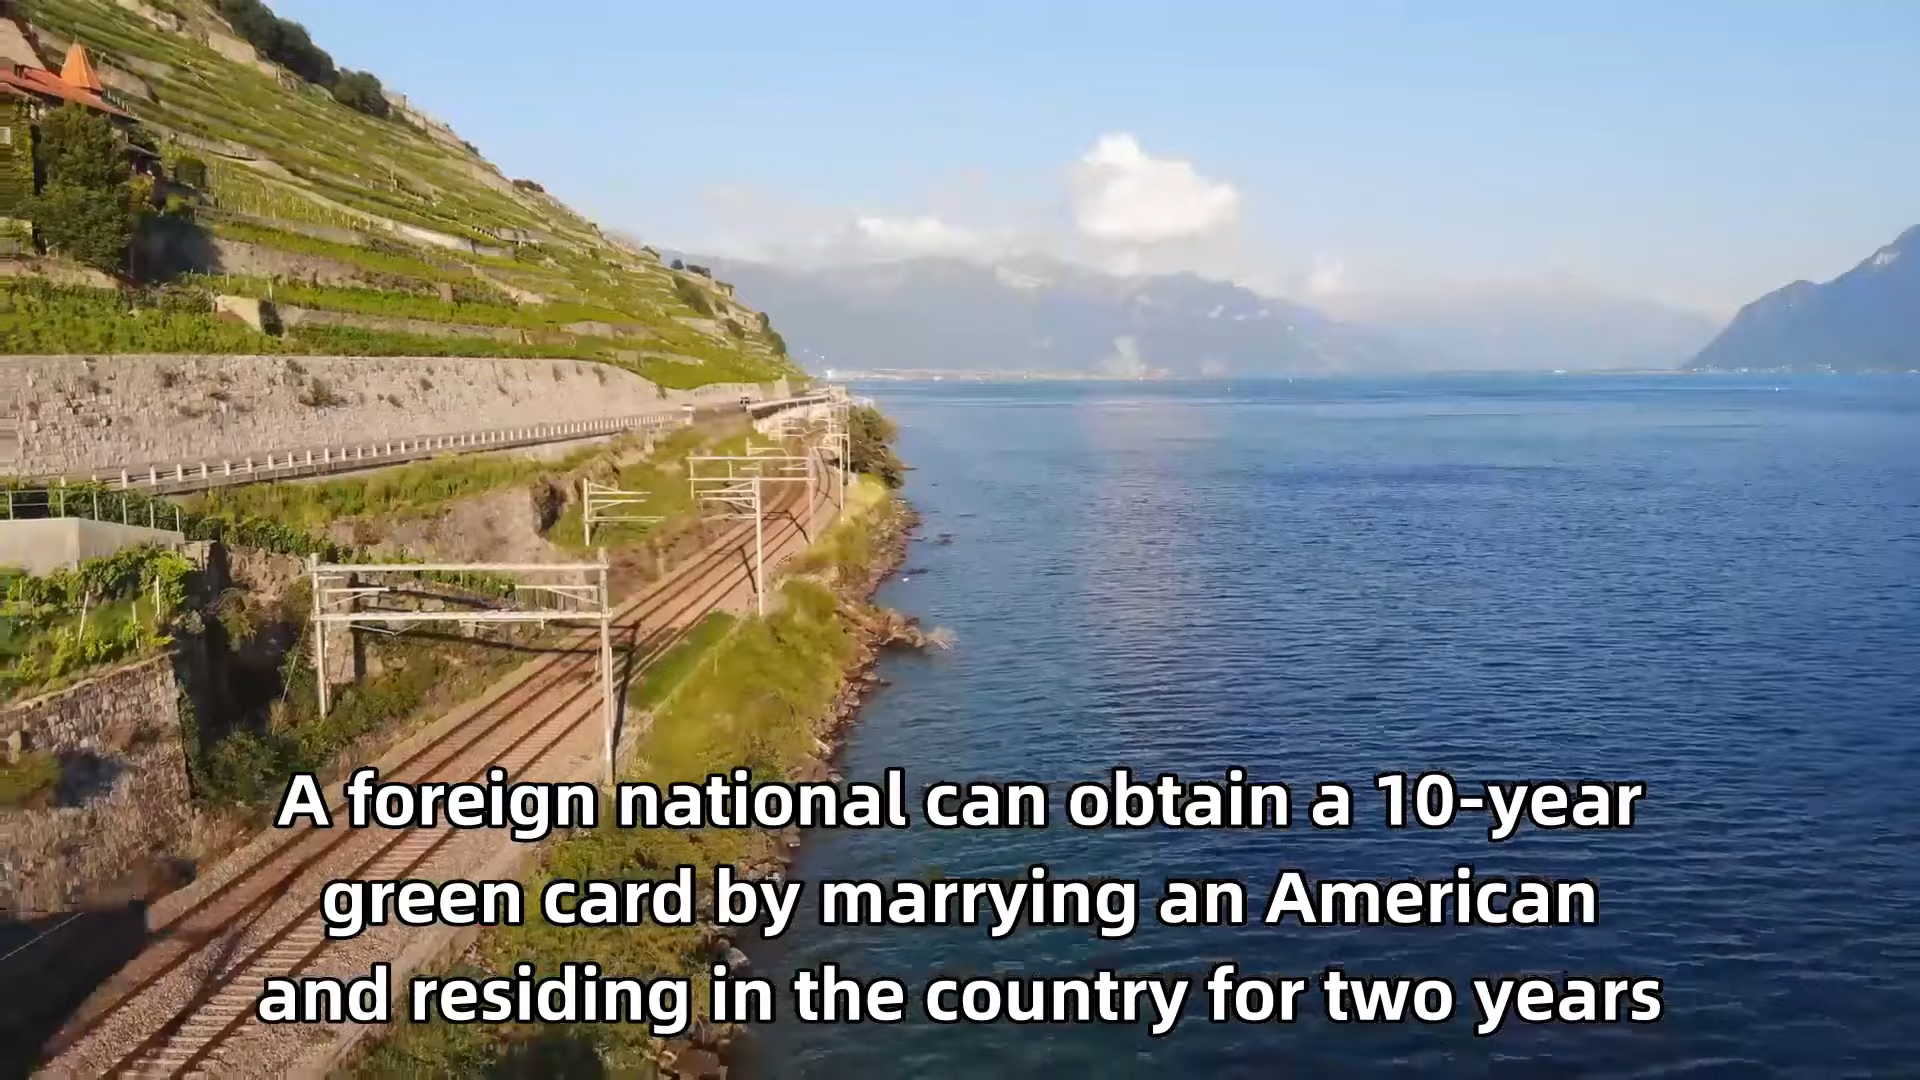 A foreign national can obtain a 10-year
green card by marrying an American
and residing in the country for two years